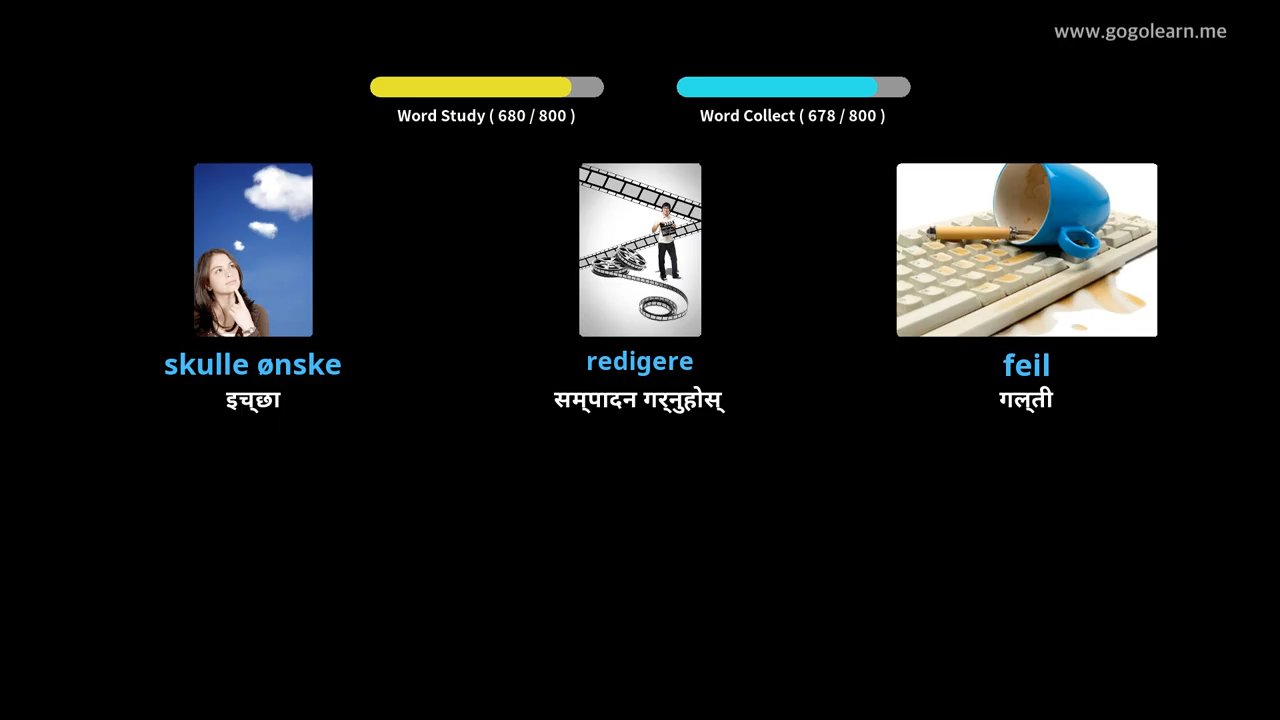 www.gogolearn.me
Word Study ( 680 / 800 )
Word Collect ( 678 / 800 )
skulle ønske
redigere
feil
इच्छा
सम्पादन गर्नुहोस्
गल्ती